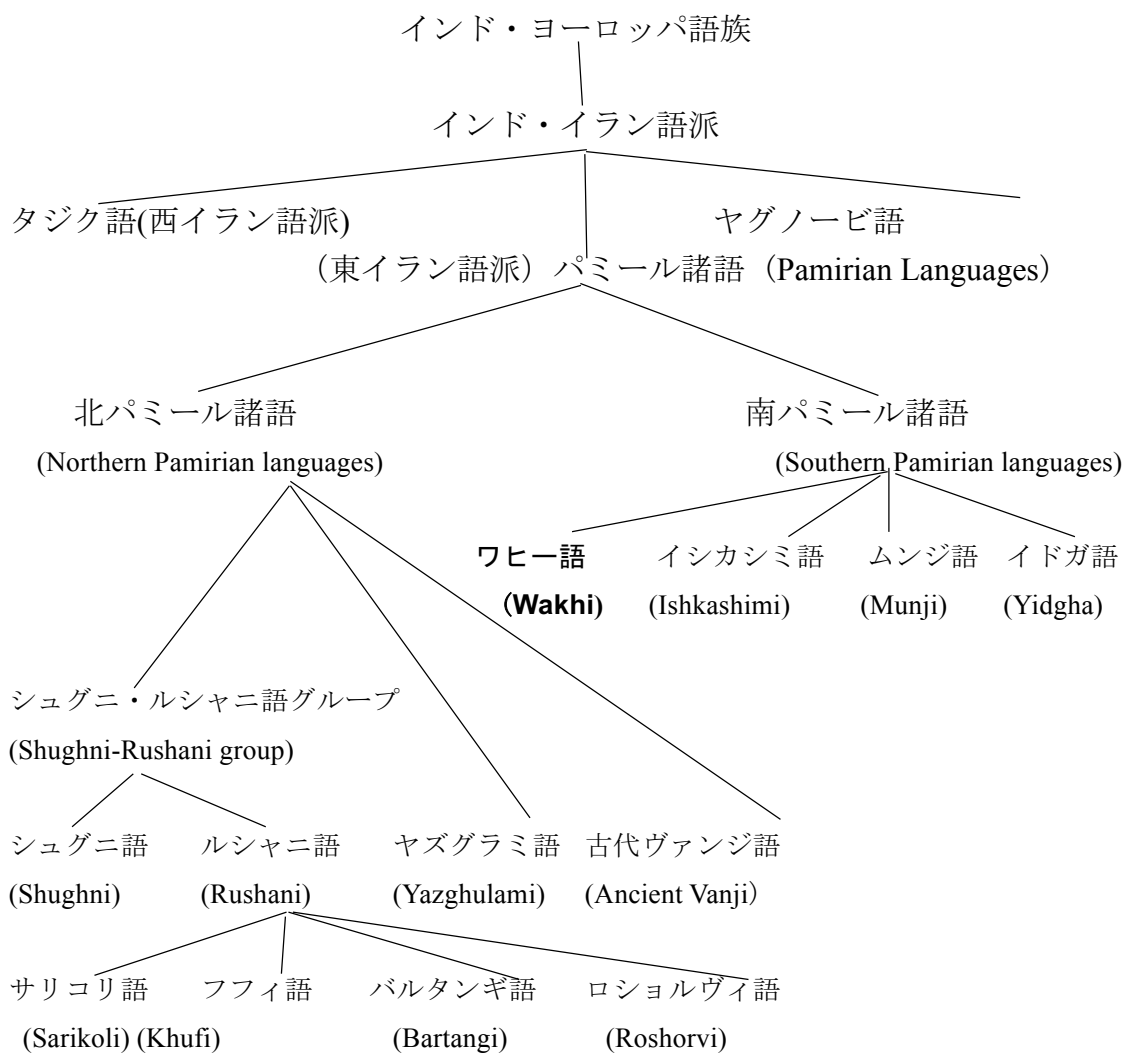 インド・ヨーロッパ語族
インド・イラン語派
タジク語(西イラン語派) ヤグノービ語
（東イラン語派）パミール諸語（Pamirian Languages）
北パミール諸語 南パミール諸語
(Northern Pamirian languages) (Southern Pamirian languages)
ワヒー語 イシカシミ語 ムンジ語 イドガ語
（Wakhi) (Ishkashimi) (Munji) (Yidgha)
シュグニ・ルシャニ語グループ
(Shughni-Rushani group)
シュグニ語 ルシャニ語 ヤズグラミ語 古代ヴァンジ語
(Shughni) (Rushani) (Yazghulami) (Ancient Vanji）
サリコリ語 フフィ語 バルタンギ語 ロショルヴィ語
(Sarikoli) (Khufi) (Bartangi) (Roshorvi)